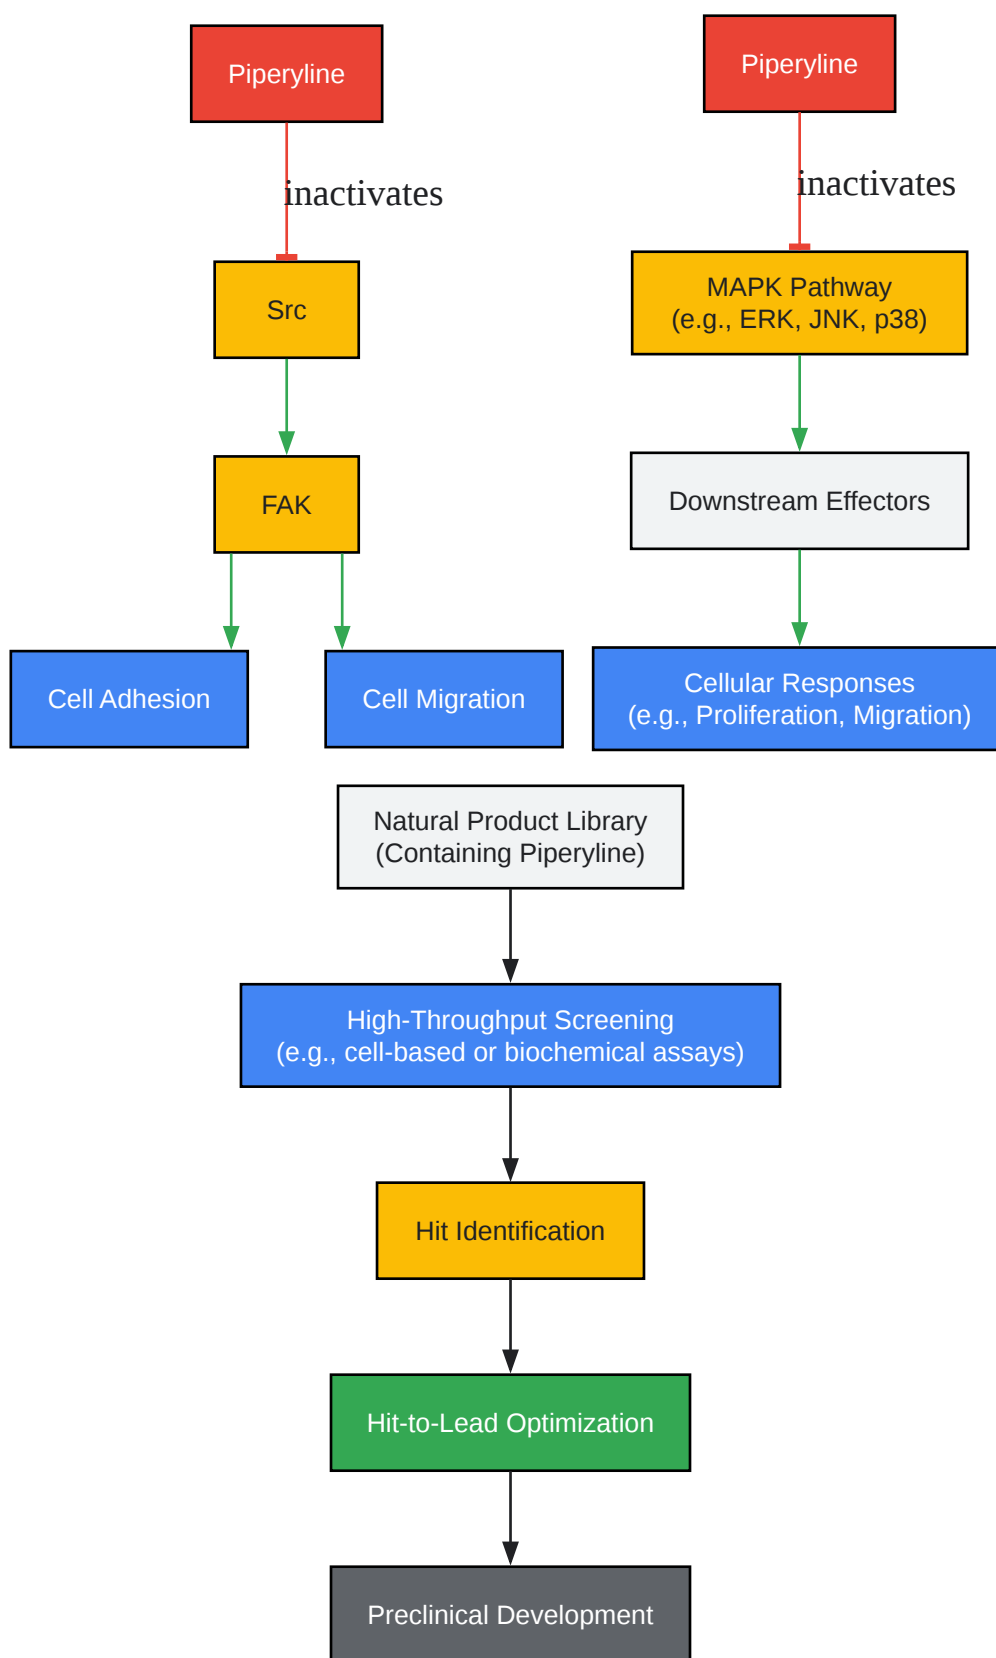 Piperyline
inactivates
Src
FAK
Cell Adhesion
Cell Migration
Piperyline
inactivates
MAPK Pathway
(e.g., ERK, JNK, p38)
Downstream Effectors
Cellular Responses
(e.g., Proliferation, Migration)
Natural Product Library
(Containing Piperyline)
High-Throughput Screening
(e.g., cell-based or biochemical assays)
Hit Identification
Hit-to-Lead Optimization
Preclinical Development